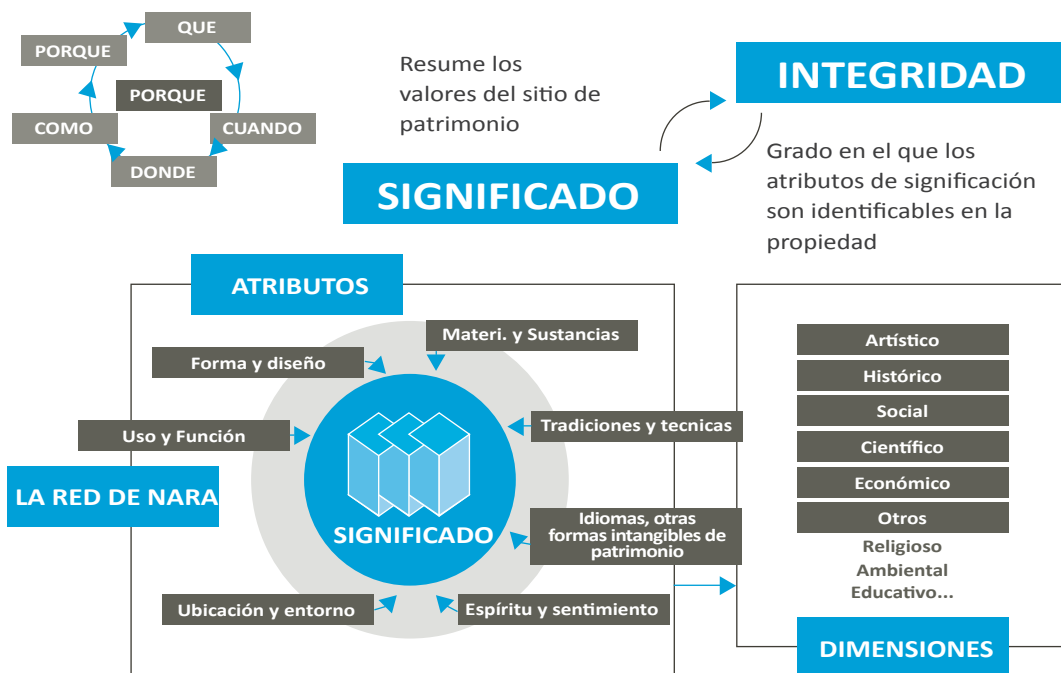 QUE
PORQUE
PORQUE
COMO
CUANDO
DONDE
Resume los
valores del sitio de
patrimonio
INTEGRIDAD
SIGNIFICADO
Grado en el que los
atributos de significación
son identificables en la
propiedad
ATRIBUTOS
Materi. y Sustancias
Forma y diseño
Tradiciones y tecnicas
Uso y Función
LA RED DE NARA
SIGNIFICADO
Idiomas, otras
formas intangibles de
patrimonio
Ubicación y entorno
Espíritu y sentimiento
Artístico
Histórico
Social
Científico
Económico
Otros
Religioso
Ambiental
Educativo...
DIMENSIONES